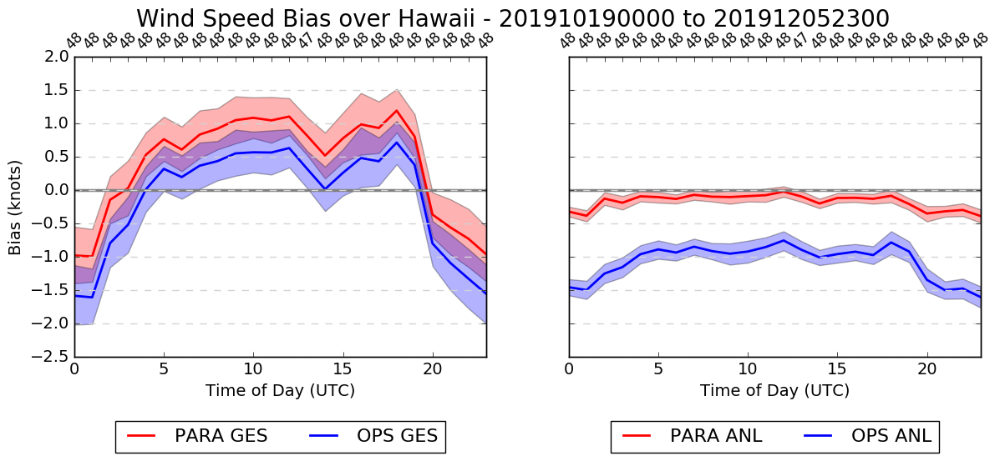 Wind Speed Bias over Hawaii - 201910190000 to 201912052300
48 48 48 48 48 48 48 48 48 48 48 48 48 47 48 48 48 48 48 48 48 48 48 48
48 48 48 48 48 48 48 48 48 48 48 48 48 47 48 48 48 48 48 48 48 48 48 48
2.0
1.5
1.0
0.5
0.0
−0.5
−1.0
−1.5
−2.0
−2.5
Bias (knots)
0 5 10 15 20
0 5 10 15 20
Time of Day (UTC)
Time of Day (UTC)
PARA GES OPS GES
PARA ANL OPS ANL